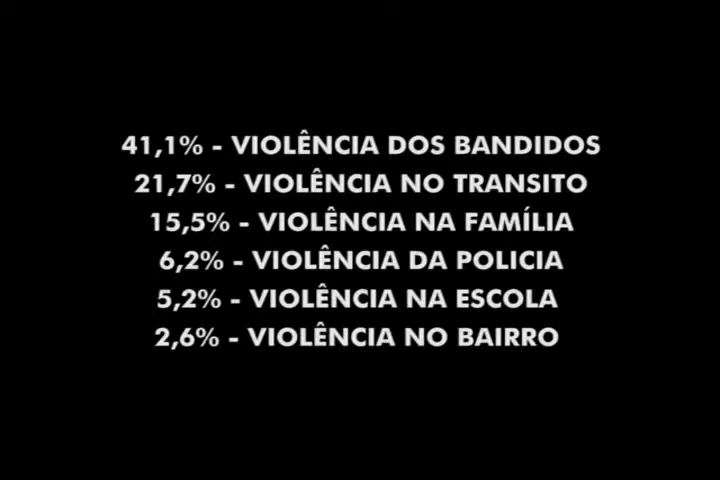 41,1% - VIOLÊNCIA DOS BANDIDOS
21,7% - VIOLÊNCIA NO TRANSITO
15,5% - VIOLÊNCIA NA FAMÍLIA
6,2% - VIOLÊNCIA DA POLICIA
5,2% - VIOLÊNCIA NA ESCOLA
2,6% - VIOLÊNCIA NO BAIRRO